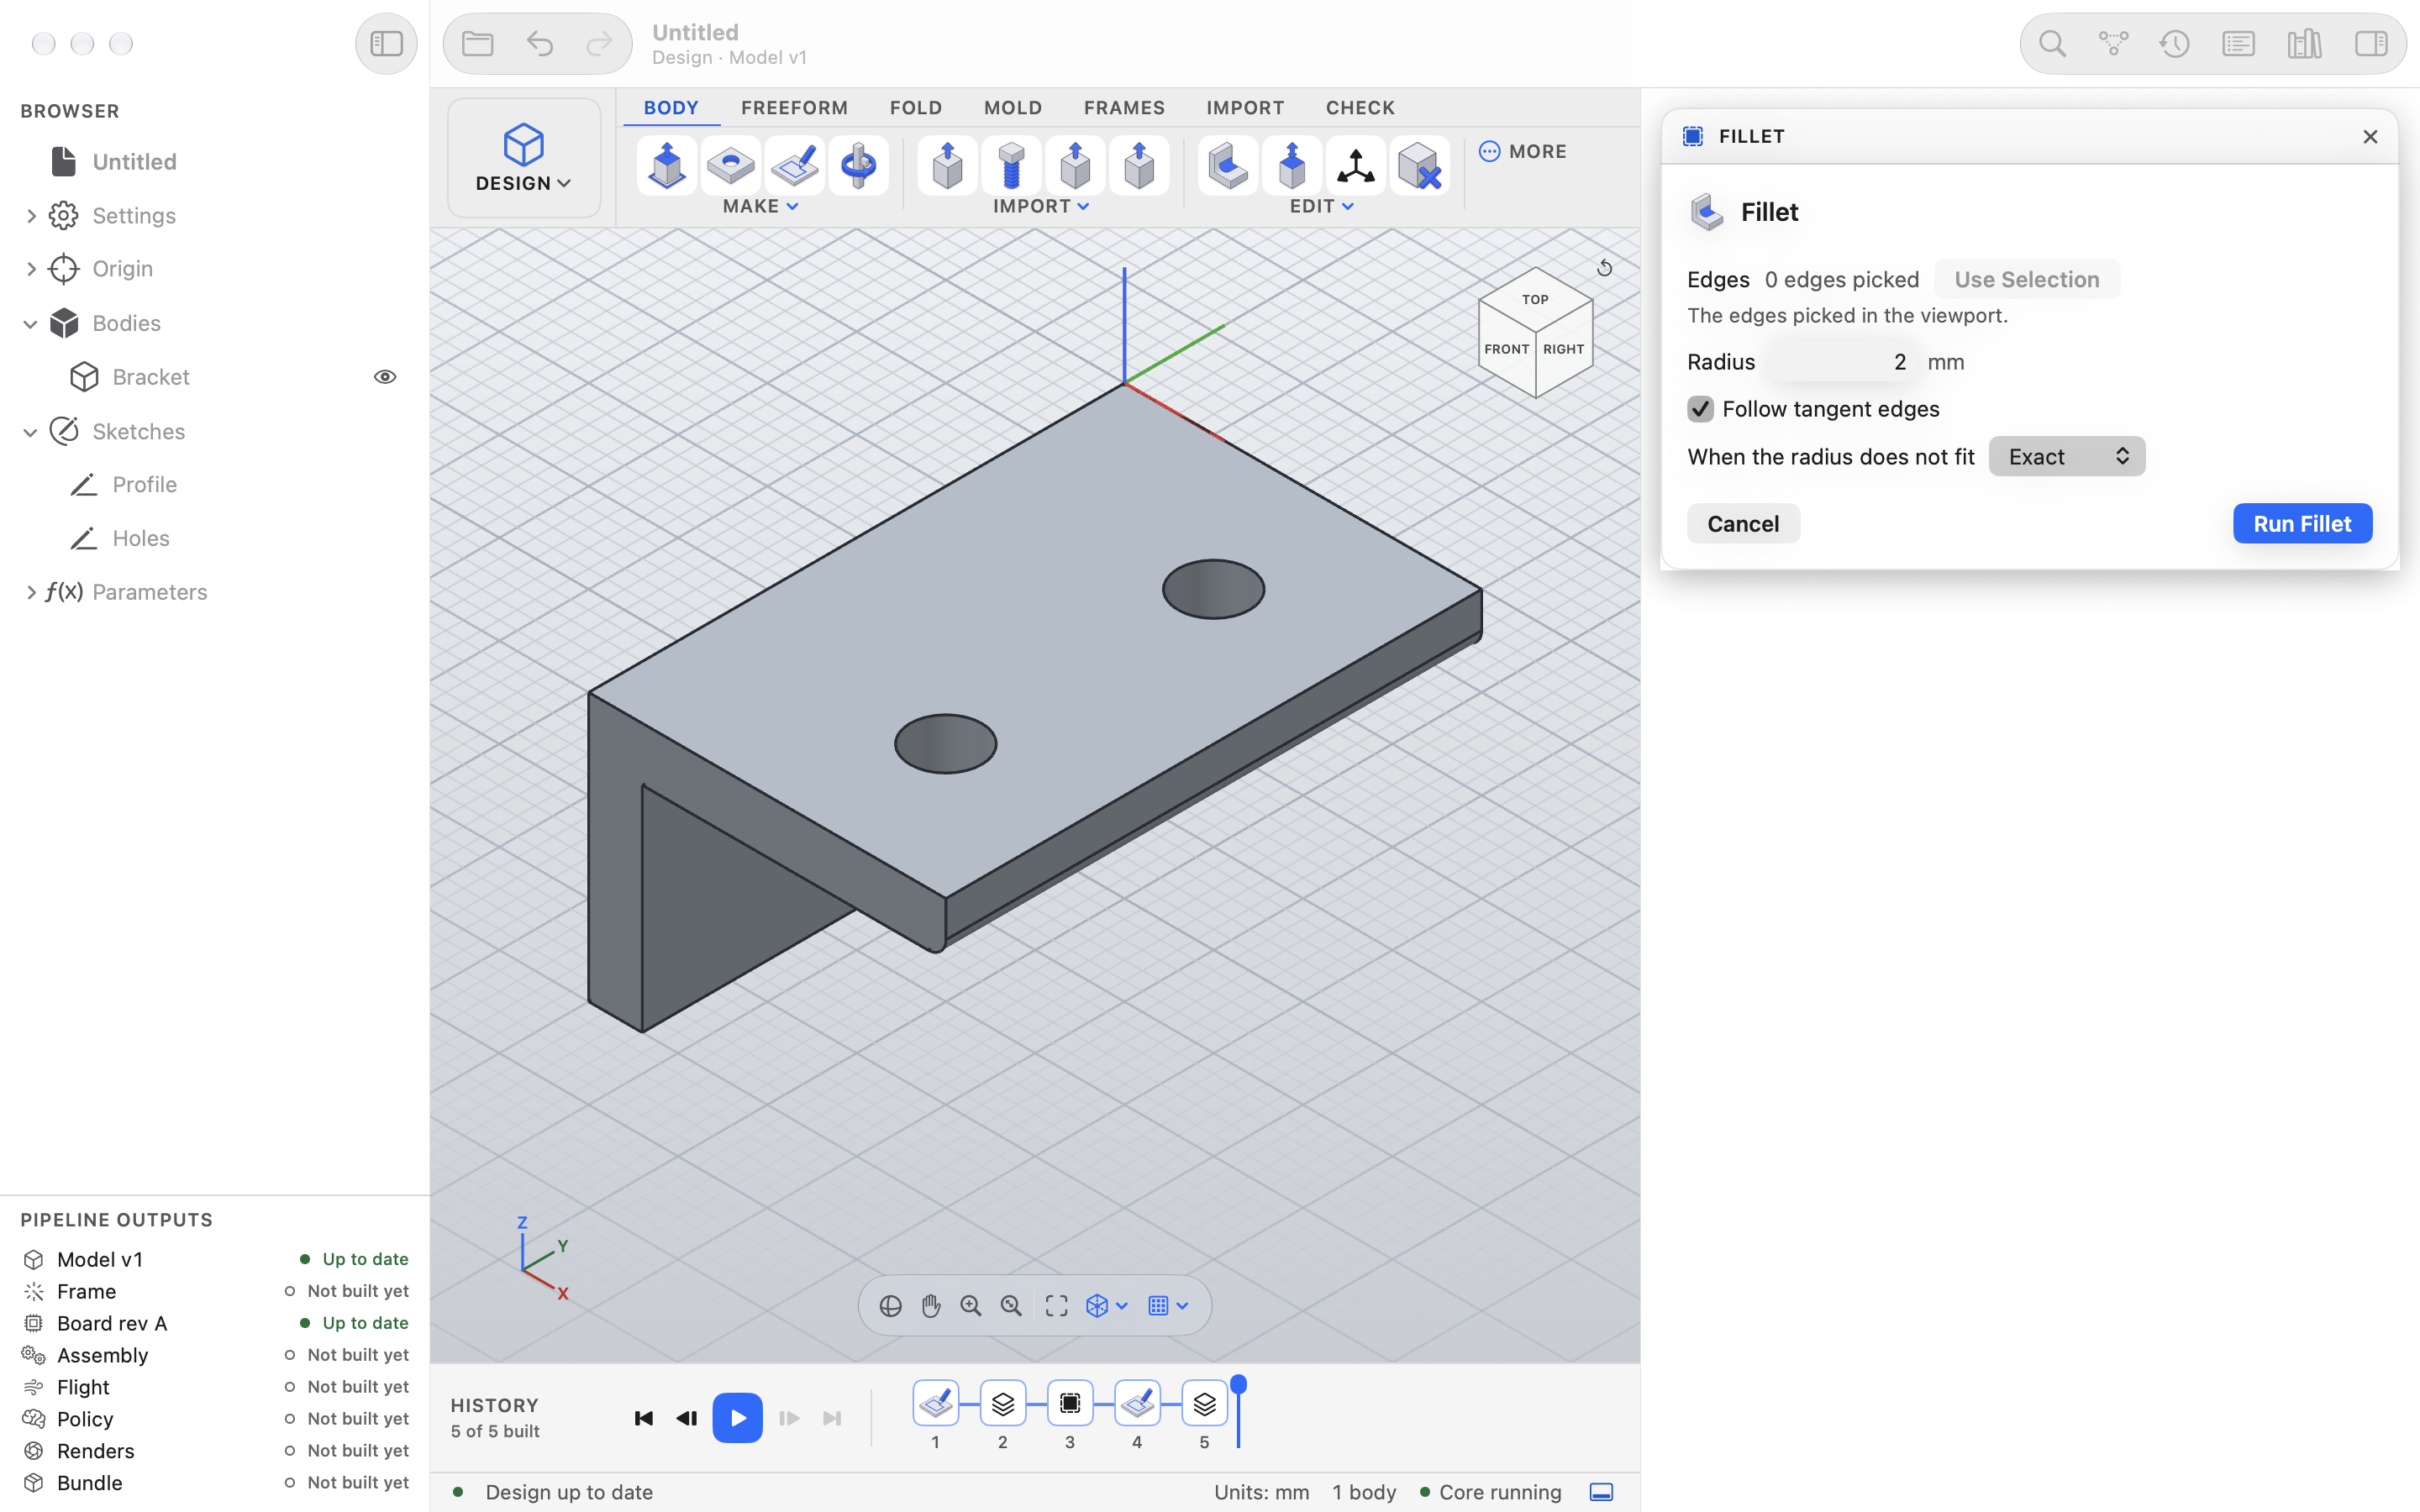 Untitled
Design · Model v1
BROWSER
Untitled
Settings
Origin
Bodies
Bracket
Sketches
Profile
Holes
f(x) Parameters
PIPELINE OUTPUTS
Model v1 Up to date
Frame Not built yet
Board rev A Up to date
Assembly Not built yet
Flight Not built yet
Policy Not built yet
Renders Not built yet
Bundle Not built yet
DESIGN
BODY FREEFORM FOLD MOLD FRAMES IMPORT CHECK
MAKE IMPORT EDIT
MORE
TOP
FRONT RIGHT
Z
Y
X
HISTORY
5 of 5 built
1 2 3 4 5
Design up to date
Units: mm 1 body Core running
FILLET
Fillet
Edges 0 edges picked Use Selection
The edges picked in the viewport.
Radius 2 mm
Follow tangent edges
When the radius does not fit Exact
Cancel Run Fillet